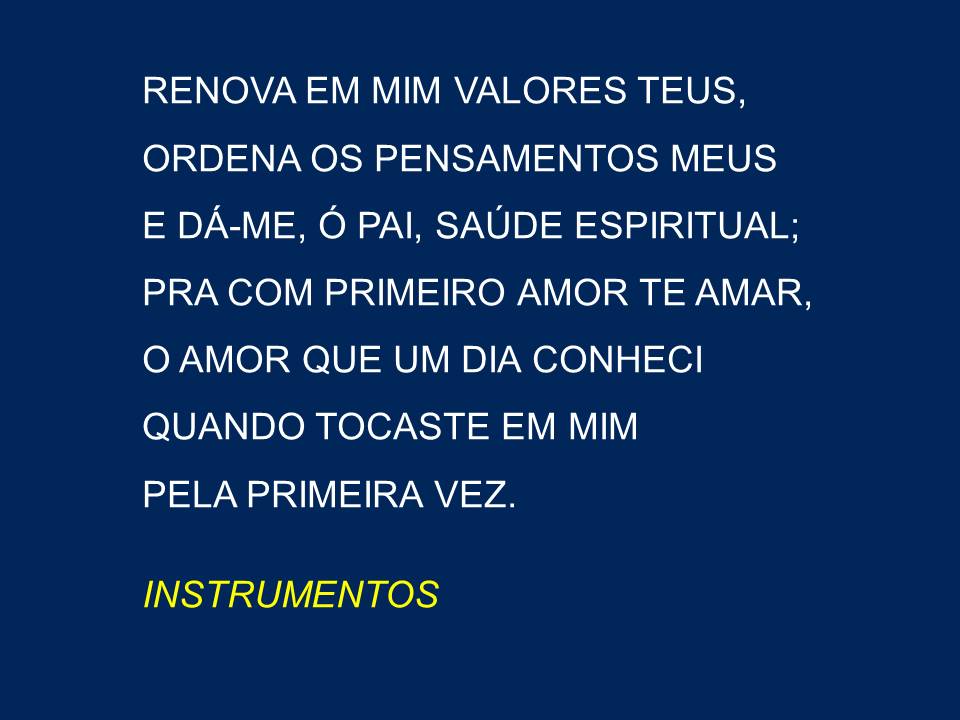 RENOVA EM MIM VALORES TEUS,
ORDENA OS PENSAMENTOS MEUS
E DÁ-ME, Ó PAI, SAÚDE ESPIRITUAL;
PRA COM PRIMEIRO AMOR TE AMAR,
O AMOR QUE UM DIA CONHECI
QUANDO TOCASTE EM MIM
PELA PRIMEIRA VEZ.
INSTRUMENTOS